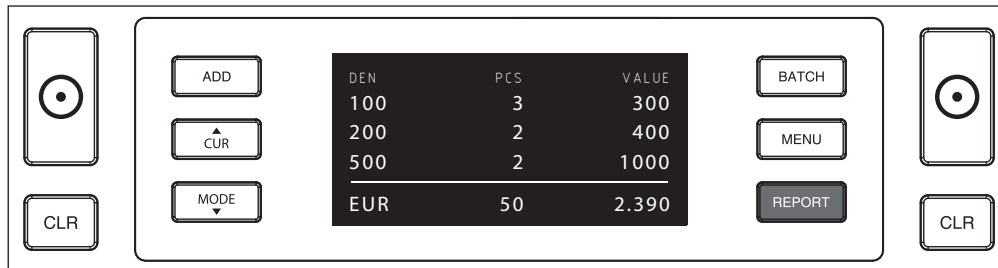 ADD
CUR
MODE
CLR
DEN PCS VALUE
100 3 300
200 2 400
500 2 1000
EUR 50 2.390
BATCH
MENU
REPORT
CLR